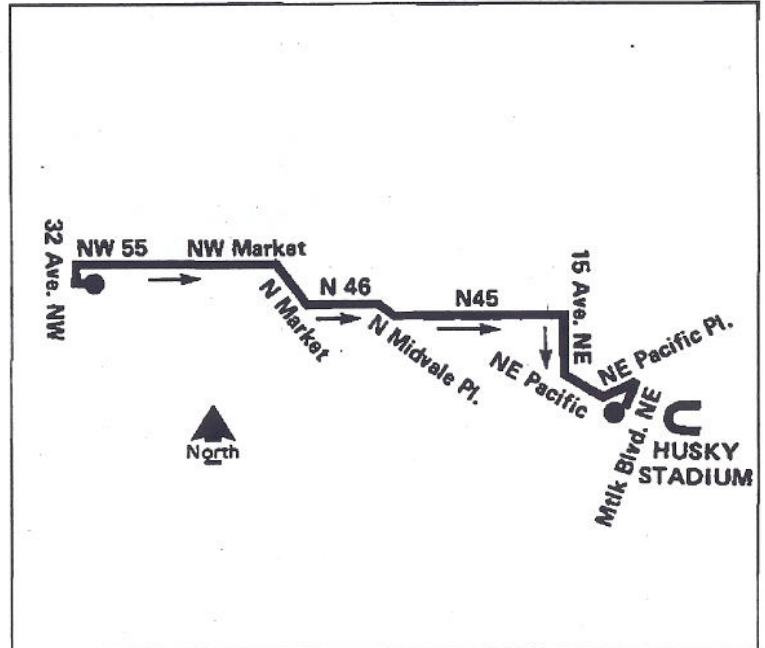 32 Ave. NW
NW 55
NW Market
N Market
N 46
N Midvale Pl.
N45
15 Ave. NE
NE Pacific
NE Pacific Pl.
Mtlk Blvd. NE
HUSKY
STADIUM
North